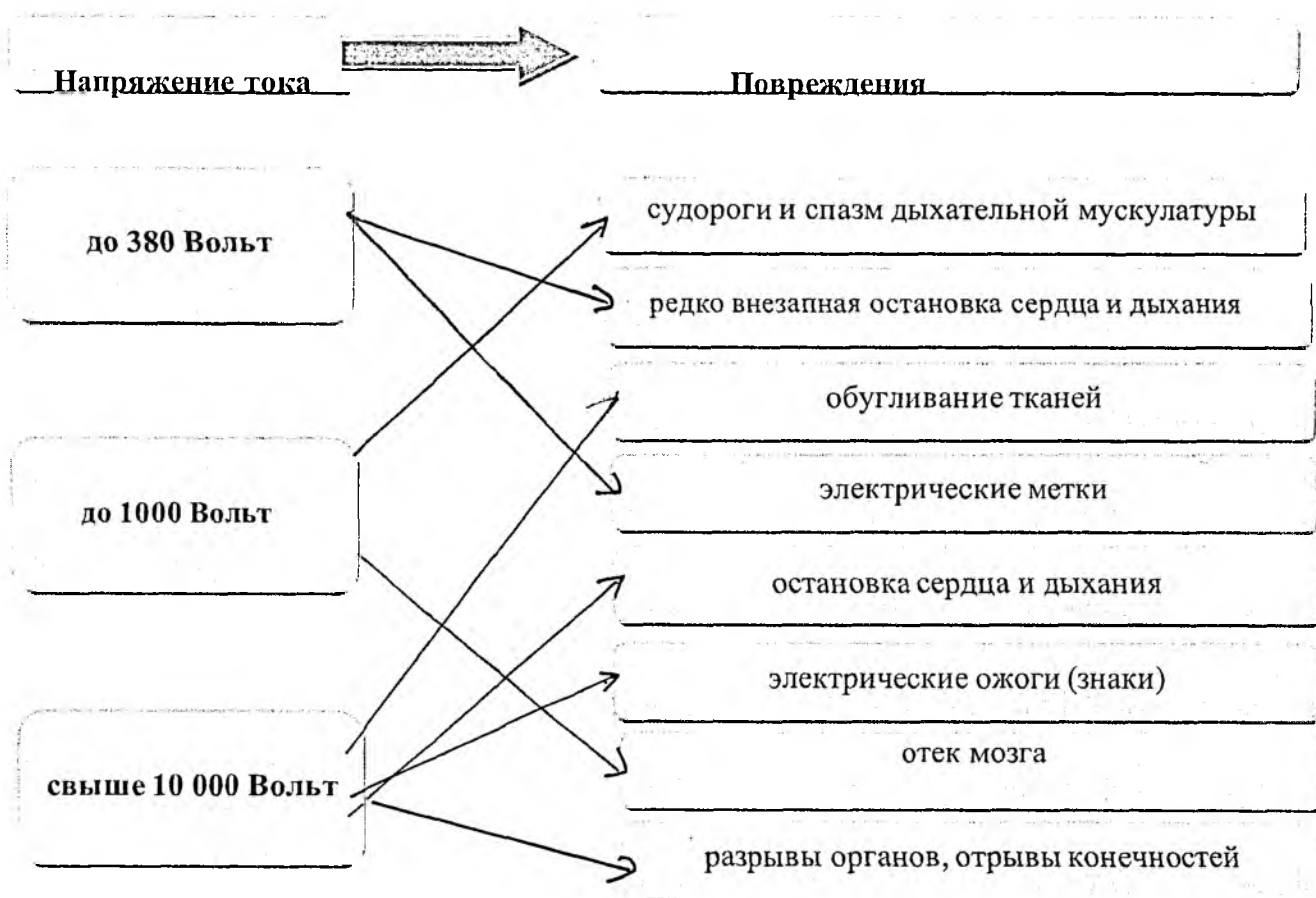 Напряжение тока
Повреждения
до 380 Вольт
до 1000 Вольт
свыше 10 000 Вольт
судороги и спазм дыхательной мускулатуры
редко внезапная остановка сердца и дыхания
обугливание тканей
электрические метки
остановка сердца и дыхания
электрические ожоги (знаки)
отек мозга
разрывы органов, отрывы конечностей